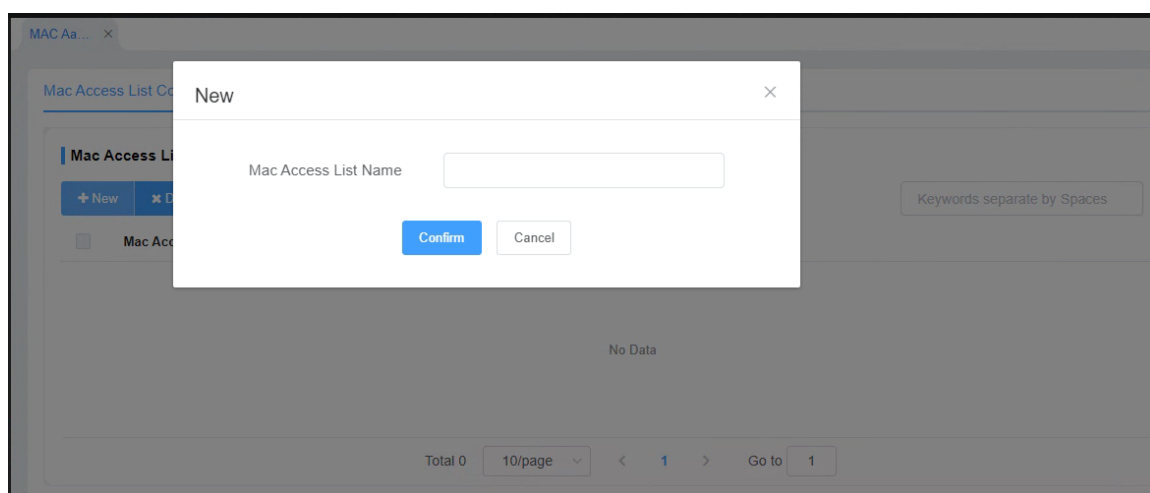 MAC Aa...
Mac Access List Co
New
Mac Access Li
Mac Access List Name
New
Keywords separate by Spaces
Confirm
Cancel
Mac Acc
No Data
Total 0
10/page
1
Go to
1